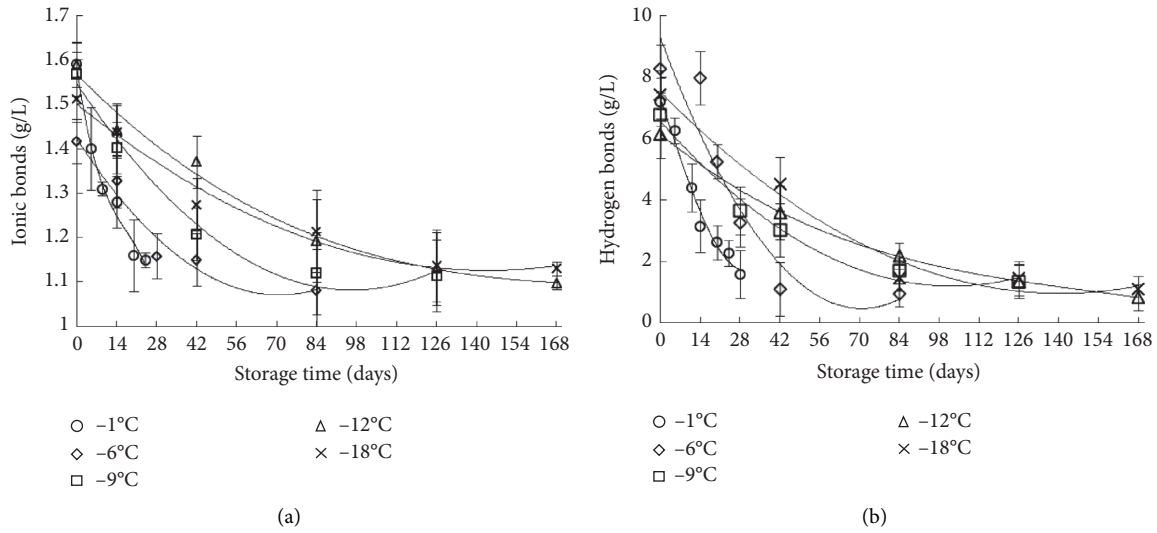 1.7
1.6
1.5
1.4
1.3
1.2
1.1
1
Ionic bonds (g/L)
0 14 28 42 56 70 84 98 112 126 140 154 168
Storage time (days)
–1°C
–6°C
–9°C
–12°C
–18°C
(a)
10
8
6
4
2
0
Hydrogen bonds (g/L)
0 14 28 42 56 70 84 98 112 126 140 154 168
Storage time (days)
–1°C
–6°C
–9°C
–12°C
–18°C
(b)